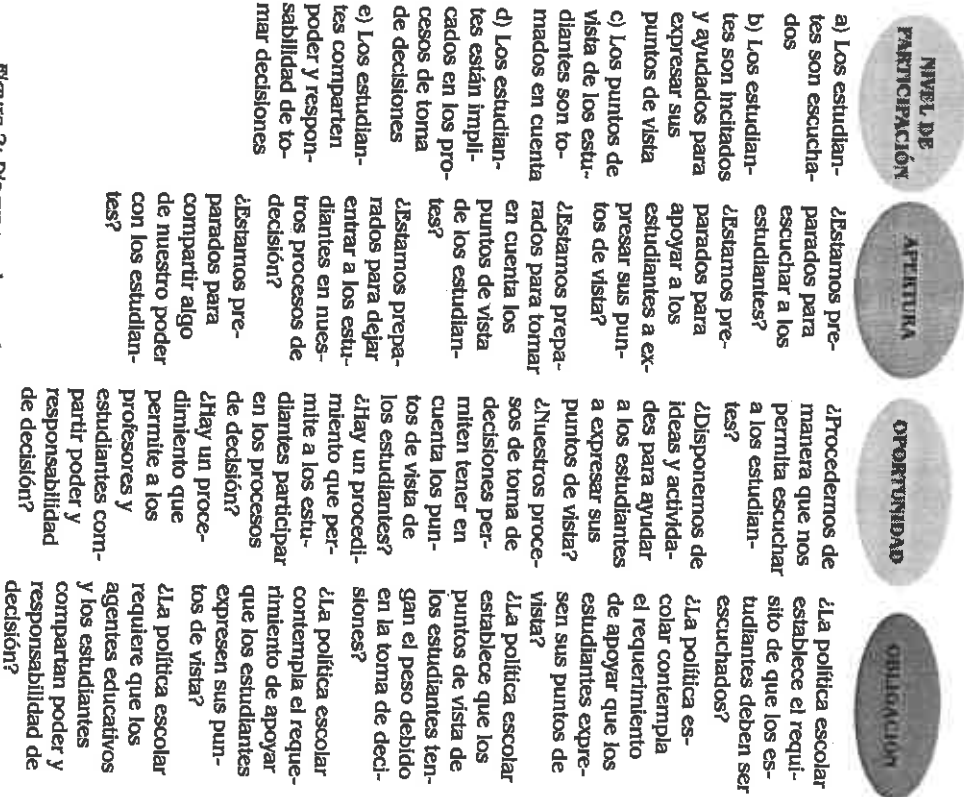 NIVEL DE
PARTICIPACIÓN
a) Los estudian-
tes son escucha-
dos
b) Los estudian-
tes son incitados
y ayudados para
expresar sus
puntos de vista
c) Los puntos de
vista de los estu-
diantes son to-
mados en cuenta
d) Los estudian-
tes están impli-
cados en los pro-
cesos de toma
de decisiones
e) Los estudian-
tes comparten
poder y respon-
sabilidad de to-
mar decisiones
APERTURA
¿Estamos pre-
parados para
escuchar a los
estudiantes?
¿Estamos pre-
parados para
apoyar a los
estudiantes a ex-
presar sus pun-
tos de vista?
¿Estamos prepa-
rados para tomar
en cuenta los
puntos de vista
de los estudian-
tes?
¿Estamos prepa-
rados para dejar
entrar a los estu-
diantes en nues-
tros procesos de
decisión?
¿Estamos pre-
parados para
compartir algo
de nuestro poder
con los estudian-
tes?
OPORTUNIDAD
¿Procedemos de
manera que nos
permita escuchar
a los estudian-
tes?
¿Disponemos de
ideas y activida-
des para ayudar
a los estudiantes
a expresar sus
puntos de vista?
¿Nuestros proce-
sos de toma de
decisiones per-
miten tener en
cuenta los pun-
tos de vista de
los estudiantes?
¿Hay un procedi-
miento que per-
mite a los estu-
diantes participar
en los procesos
de decisión?
¿Hay un proce-
dimiento que
permite a los
profesores y
estudiantes com-
partir poder y
responsabilidad
de decisión?
OBLIGACIÓN
¿La política escolar
establece el requi-
sito de que los es-
tudiantes deben ser
escuchados?
¿La política es-
colar contempla
el requerimiento
de apoyar que los
estudiantes expre-
sen sus puntos de
vista?
¿La política escolar
establece que los
puntos de vista de
los estudiantes ten-
gan el peso debido
en la toma de deci-
siones?
¿La política escolar
contempla el reque-
rimiento de apoyar
que los estudiantes
expresen sus pun-
tos de vista?
¿La política escolar
requiere que los
agentes educativos
y los estudiantes
compartan poder y
responsabilidad de
decisión?